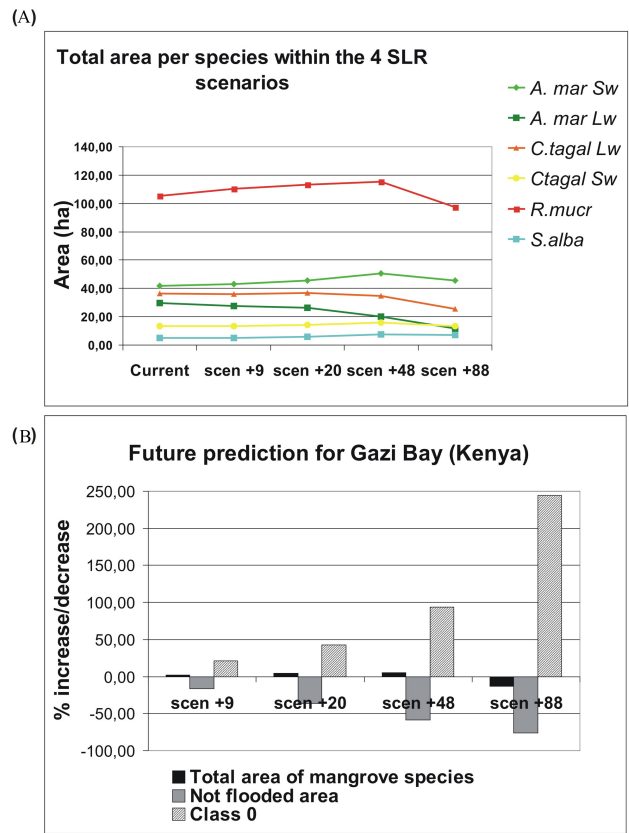 (A)
Total area per species within the 4 SLR
scenarios
A. mar Sw
A. mar Lw
C.tagal Lw
Ctagal Sw
R.mucr
S.alba
Area (ha)
140,00
120,00
100,00
80,00
60,00
40,00
20,00
0,00
Current scen +9 scen +20 scen +48 scen +88
(B)
Future prediction for Gazi Bay (Kenya)
% increase/decrease
250,00
200,00
150,00
100,00
50,00
0,00
-50,00
-100,00
scen +9 scen +20 scen +48 scen +88
Total area of mangrove species
Not flooded area
Class 0